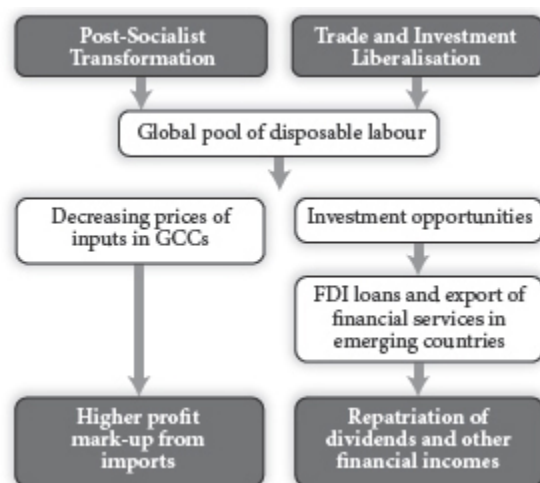 Post-Socialist
Transformation
Trade and Investment
Liberalisation
Global pool of disposable labour
Decreasing prices of
inputs in GCCs
Investment opportunities
FDI loans and export of
financial services in
emerging countries
Higher profit
mark-up from
imports
Repatriation of
dividends and other
financial incomes